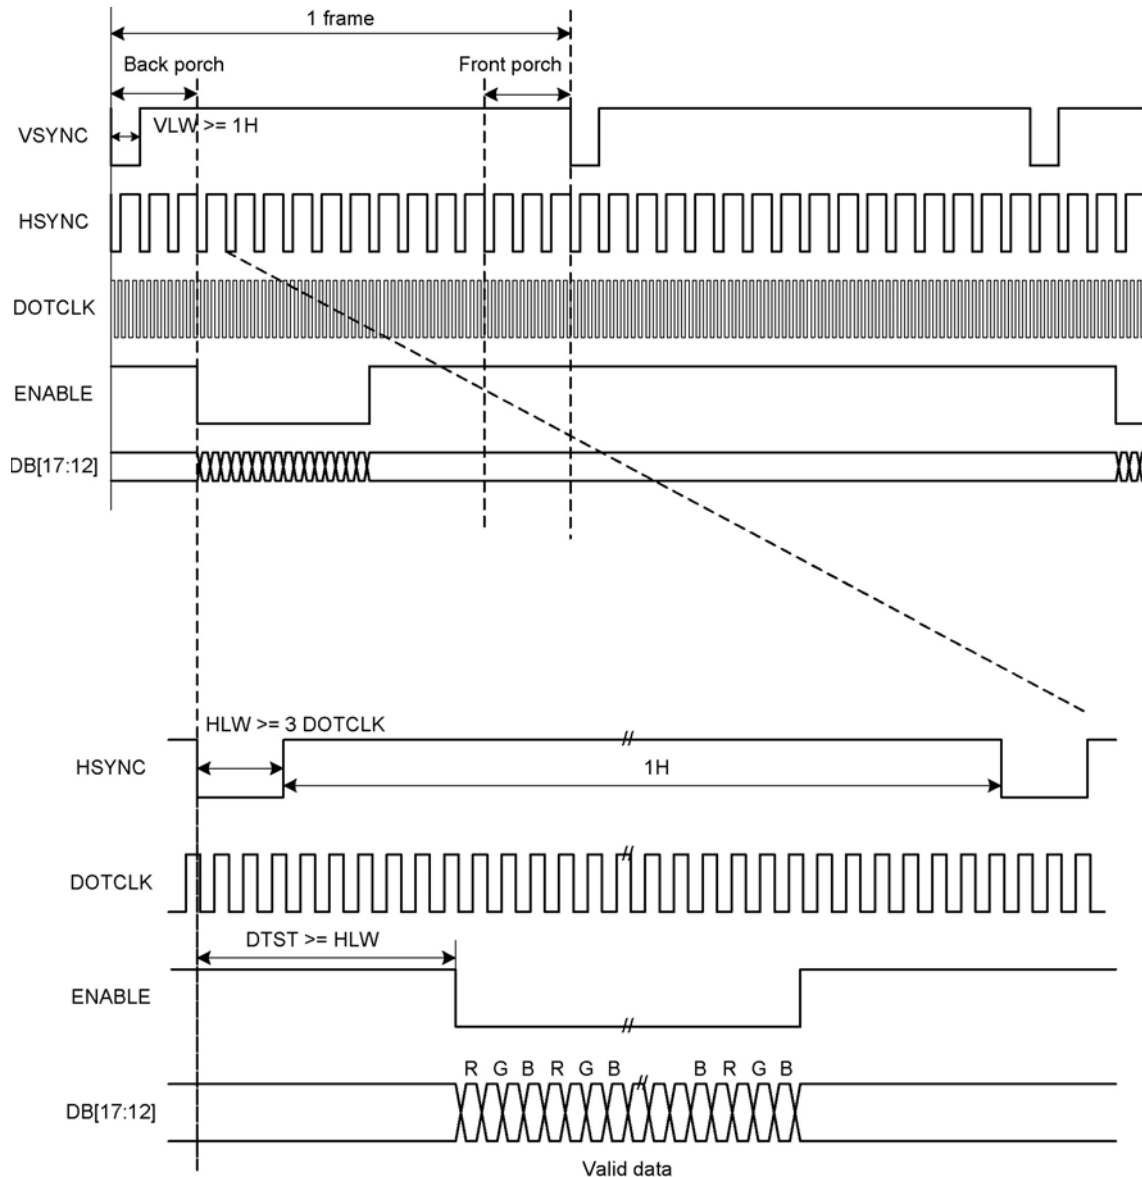 1 frame
Back porch
Front porch
VSYNC
VLW >= 1H
HSYNC
DOTCLK
ENABLE
DB[17:12]
HLW >= 3 DOTCLK
HSYNC
1H
//
DOTCLK
//
DTST >= HLW
ENABLE
//
R G B R G B B R G B
//
DB[17:12]
Valid data